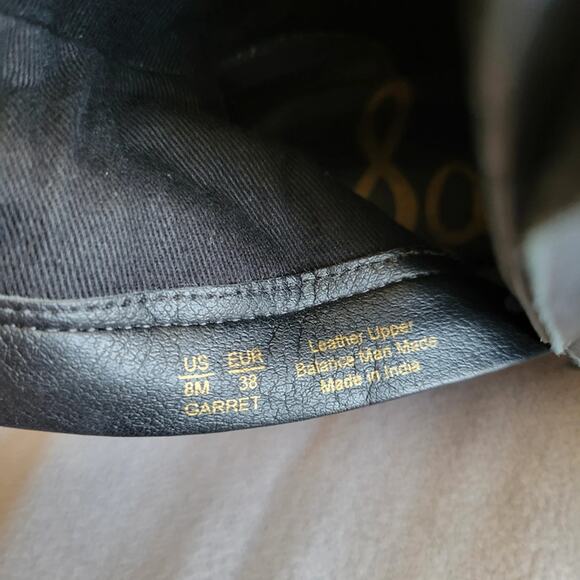 US EUR
8M 38
GARRET
Leather Upper
Balance Man Made
Made in India